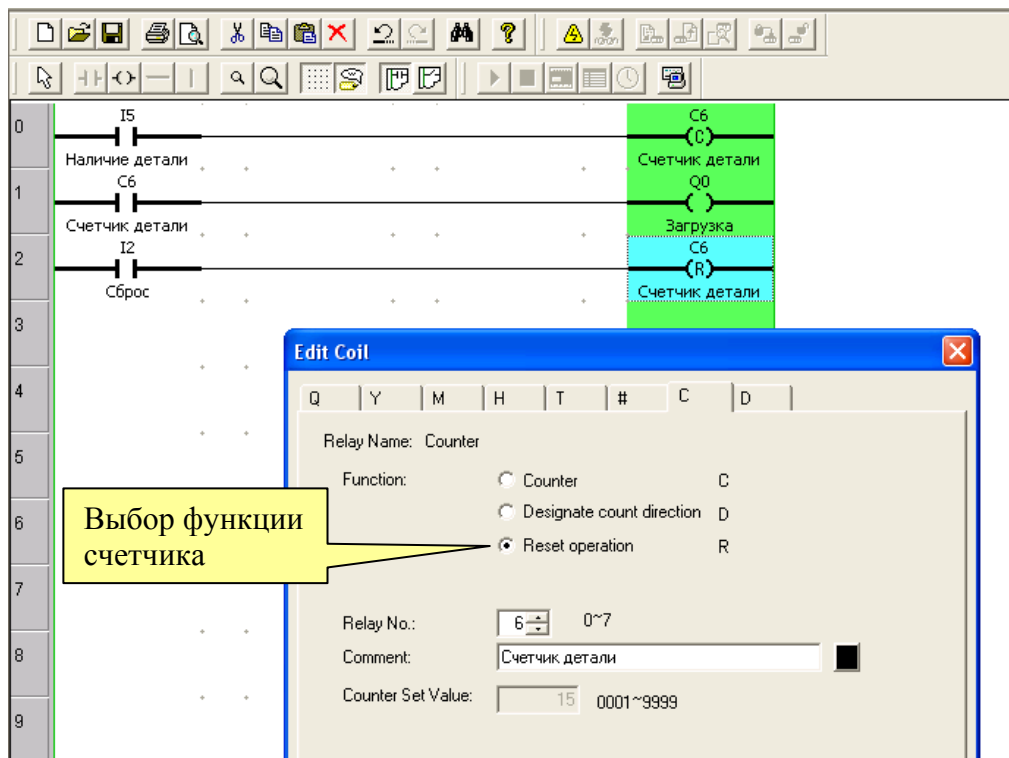 0
I5
C6
(C)
Наличие детали
Счетчик детали
1
C6
Q0
( )
Счетчик детали
Загрузка
2
I2
C6
(R)
Сброс
Счетчик детали
3
4
5
6
7
8
9
Edit Coil
Q Y M H T # C D
Relay Name: Counter
Function:
Counter C
Designate count direction D
Reset operation R
Выбор функции
счетчика
Relay No.: 6 0~7
Comment: Счетчик детали
Counter Set Value: 15 0001~9999